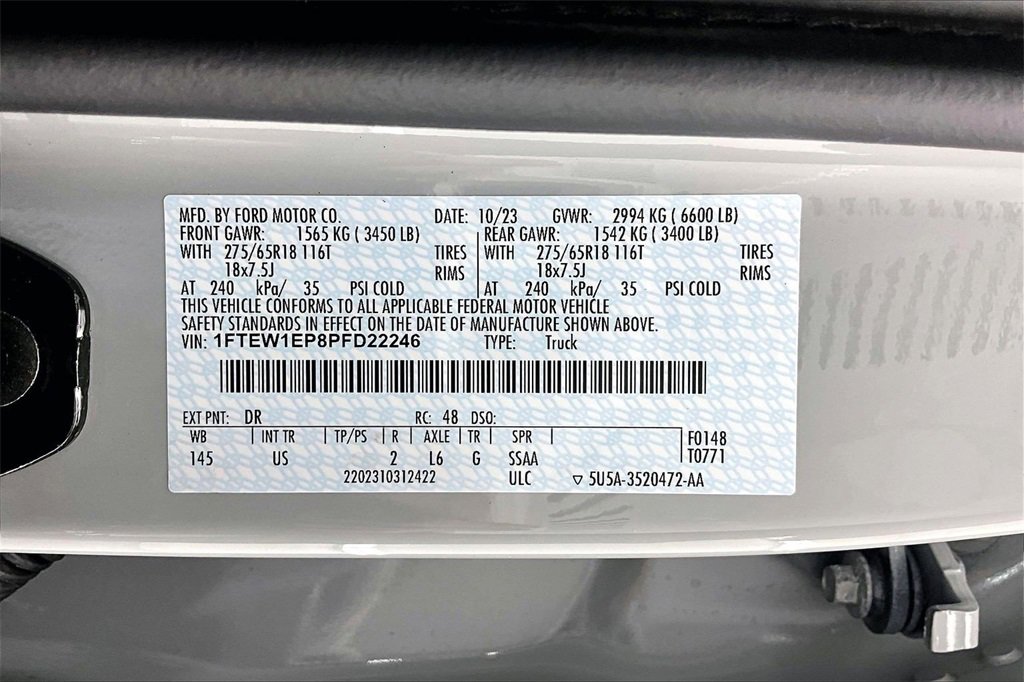 MFD. BY FORD MOTOR CO. DATE: 10/23 GVWR: 2994 KG ( 6600 LB)
FRONT GAWR: 1565 KG ( 3450 LB) REAR GAWR: 1542 KG ( 3400 LB)
WITH 275/65R18 116T TIRES WITH 275/65R18 116T TIRES
18x7.5J RIMS 18x7.5J RIMS
AT 240 kPa/ 35 PSI COLD AT 240 kPa/ 35 PSI COLD
THIS VEHICLE CONFORMS TO ALL APPLICABLE FEDERAL MOTOR VEHICLE
SAFETY STANDARDS IN EFFECT ON THE DATE OF MANUFACTURE SHOWN ABOVE.
VIN: 1FTEW1EP8PFD22246 TYPE: Truck
EXT PNT: DR RC: 48 DSO:
WB INT TR TP/PS R AXLE TR SPR F0148
145 US 2 L6 G SSAA T0771
2202310312422 ULC ▽ 5U5A-3520472-AA